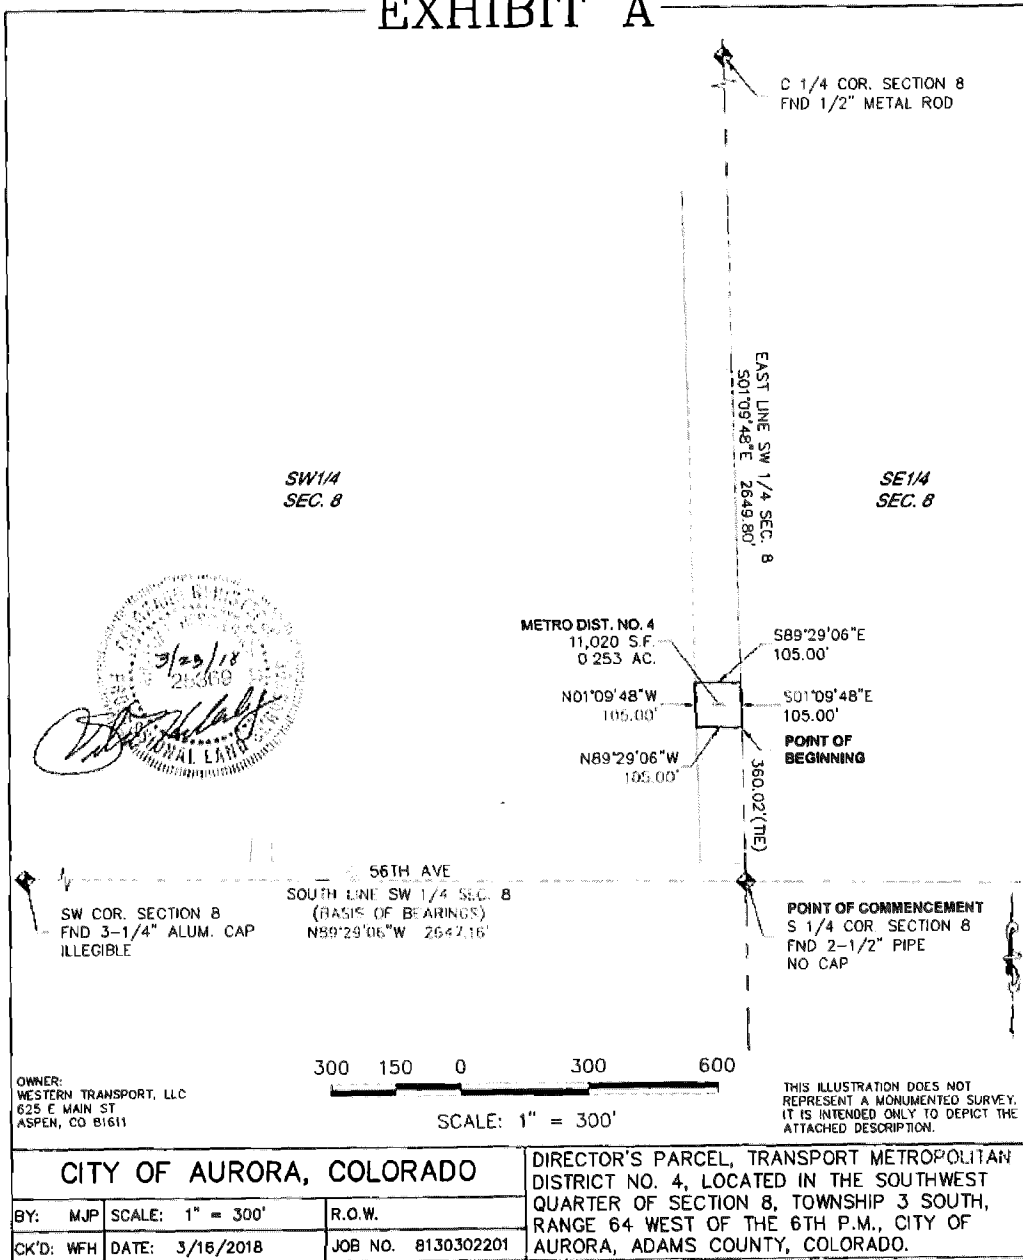 EXHIBIT A
C 1/4 COR. SECTION 8
FND 1/2" METAL ROD
EAST LINE SW 1/4 SEC. 8
S01°09'48"E 2649.80'
SW1/4
SEC. 8
SE1/4
SEC. 8
3/23/18
METRO DIST. NO. 4
11,020 S.F.
0 253 AC.
S89°29'06"E
105.00'
N01°09'48"W
105.00'
S01°09'48"E
105.00'
POINT OF
BEGINNING
N89°29'06"W
105.00'
360.02'(TIE)
56TH AVE
SOUTH LINE SW 1/4 SEC. 8
(BASIS OF BEARINGS)
N89°29'06"W 2647.16'
SW COR. SECTION 8
FND 3-1/4" ALUM. CAP
ILLEGIBLE
POINT OF COMMENCEMENT
S 1/4 COR SECTION 8
FND 2-1/2" PIPE
NO CAP
300 150 0 300 600
SCALE: 1" = 300'
OWNER:
WESTERN TRANSPORT, LLC
625 E MAIN ST
ASPEN, CO 81611
THIS ILLUSTRATION DOES NOT
REPRESENT A MONUMENTED SURVEY.
IT IS INTENDED ONLY TO DEPICT THE
ATTACHED DESCRIPTION.
CITY OF AURORA, COLORADO
BY: MJP SCALE: 1" = 300' R.O.W.
CK'D: WFH DATE: 3/16/2018 JOB NO. 8130302201
DIRECTOR'S PARCEL, TRANSPORT METROPOLITAN
DISTRICT NO. 4, LOCATED IN THE SOUTHWEST
QUARTER OF SECTION 8, TOWNSHIP 3 SOUTH,
RANGE 64 WEST OF THE 6TH P.M., CITY OF
AURORA, ADAMS COUNTY, COLORADO.